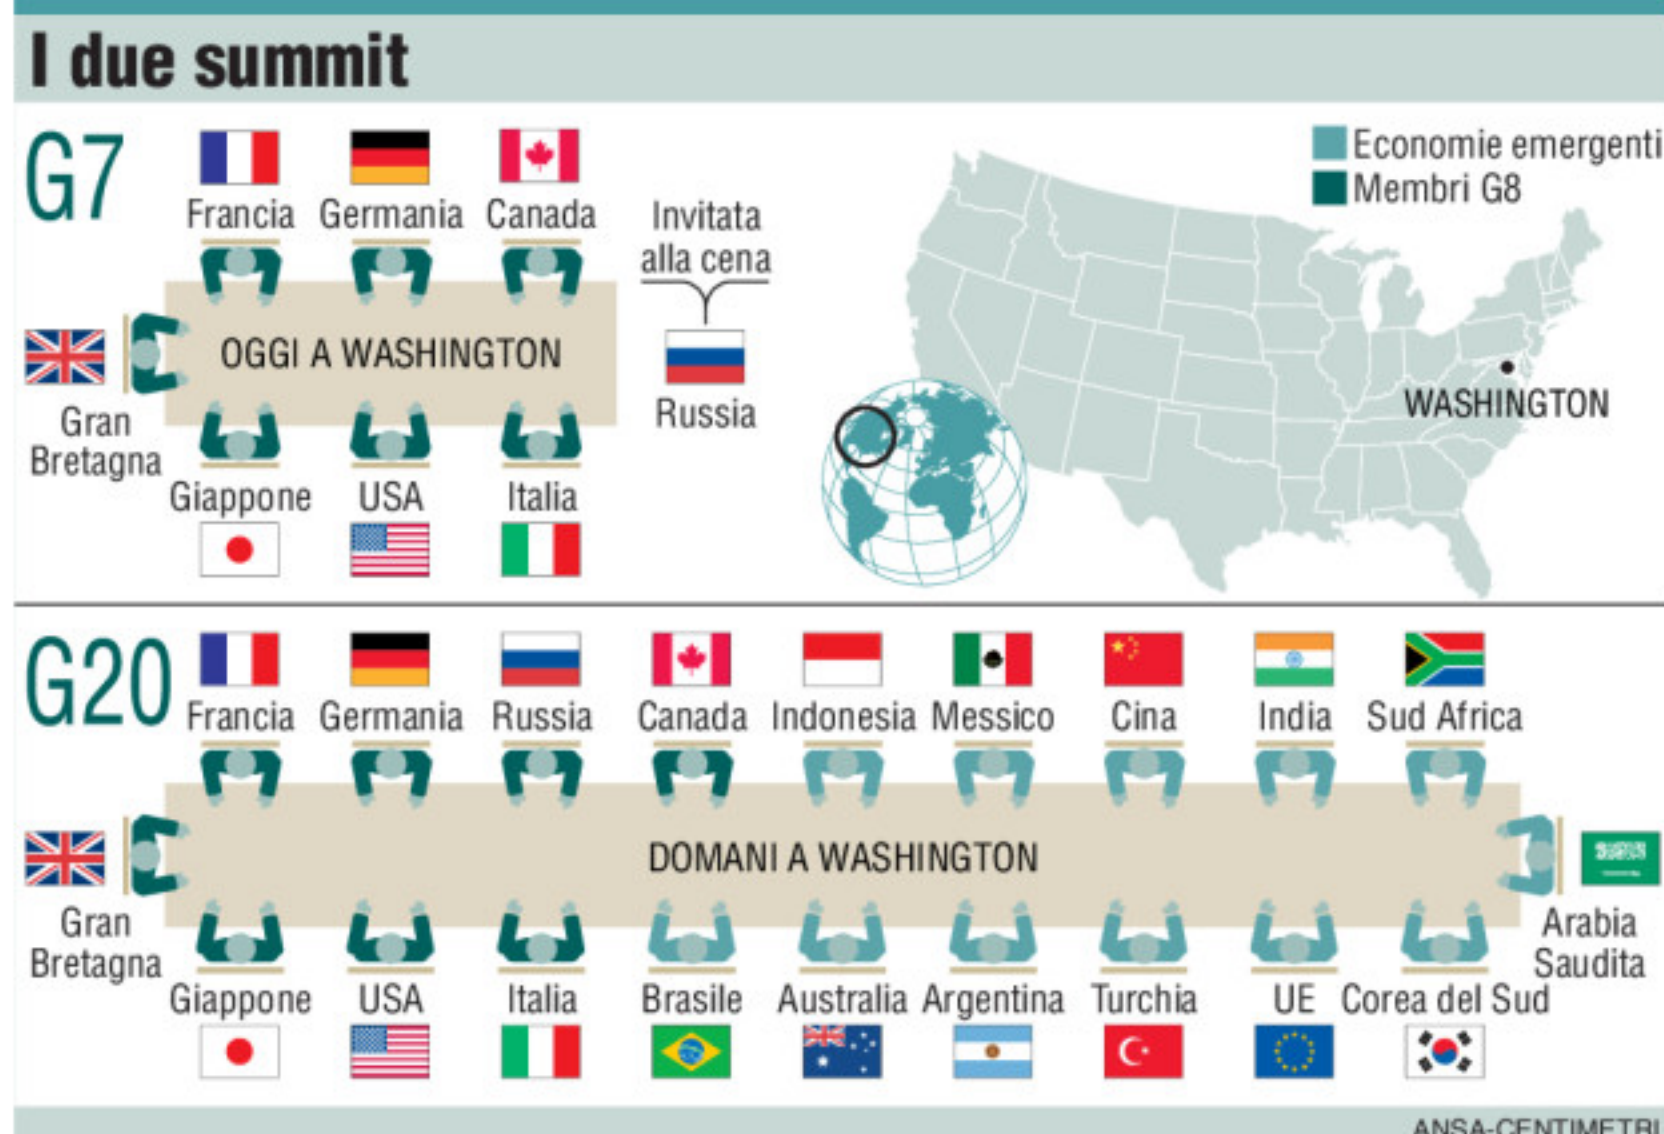 I due summit
G7
Francia
Germania
Canada
Invitata
alla cena
Russia
Gran
Bretagna
OGGI A WASHINGTON
Giappone
USA
Italia
Economie emergenti
Membri G8
WASHINGTON
G20
Francia
Germania
Russia
Canada
Indonesia
Messico
Cina
India
Sud Africa
Gran
Bretagna
DOMANI A WASHINGTON
Arabia
Saudita
Giappone
USA
Italia
Brasile
Australia
Argentina
Turchia
UE
Corea del Sud
ANSA-CENTIMETRI